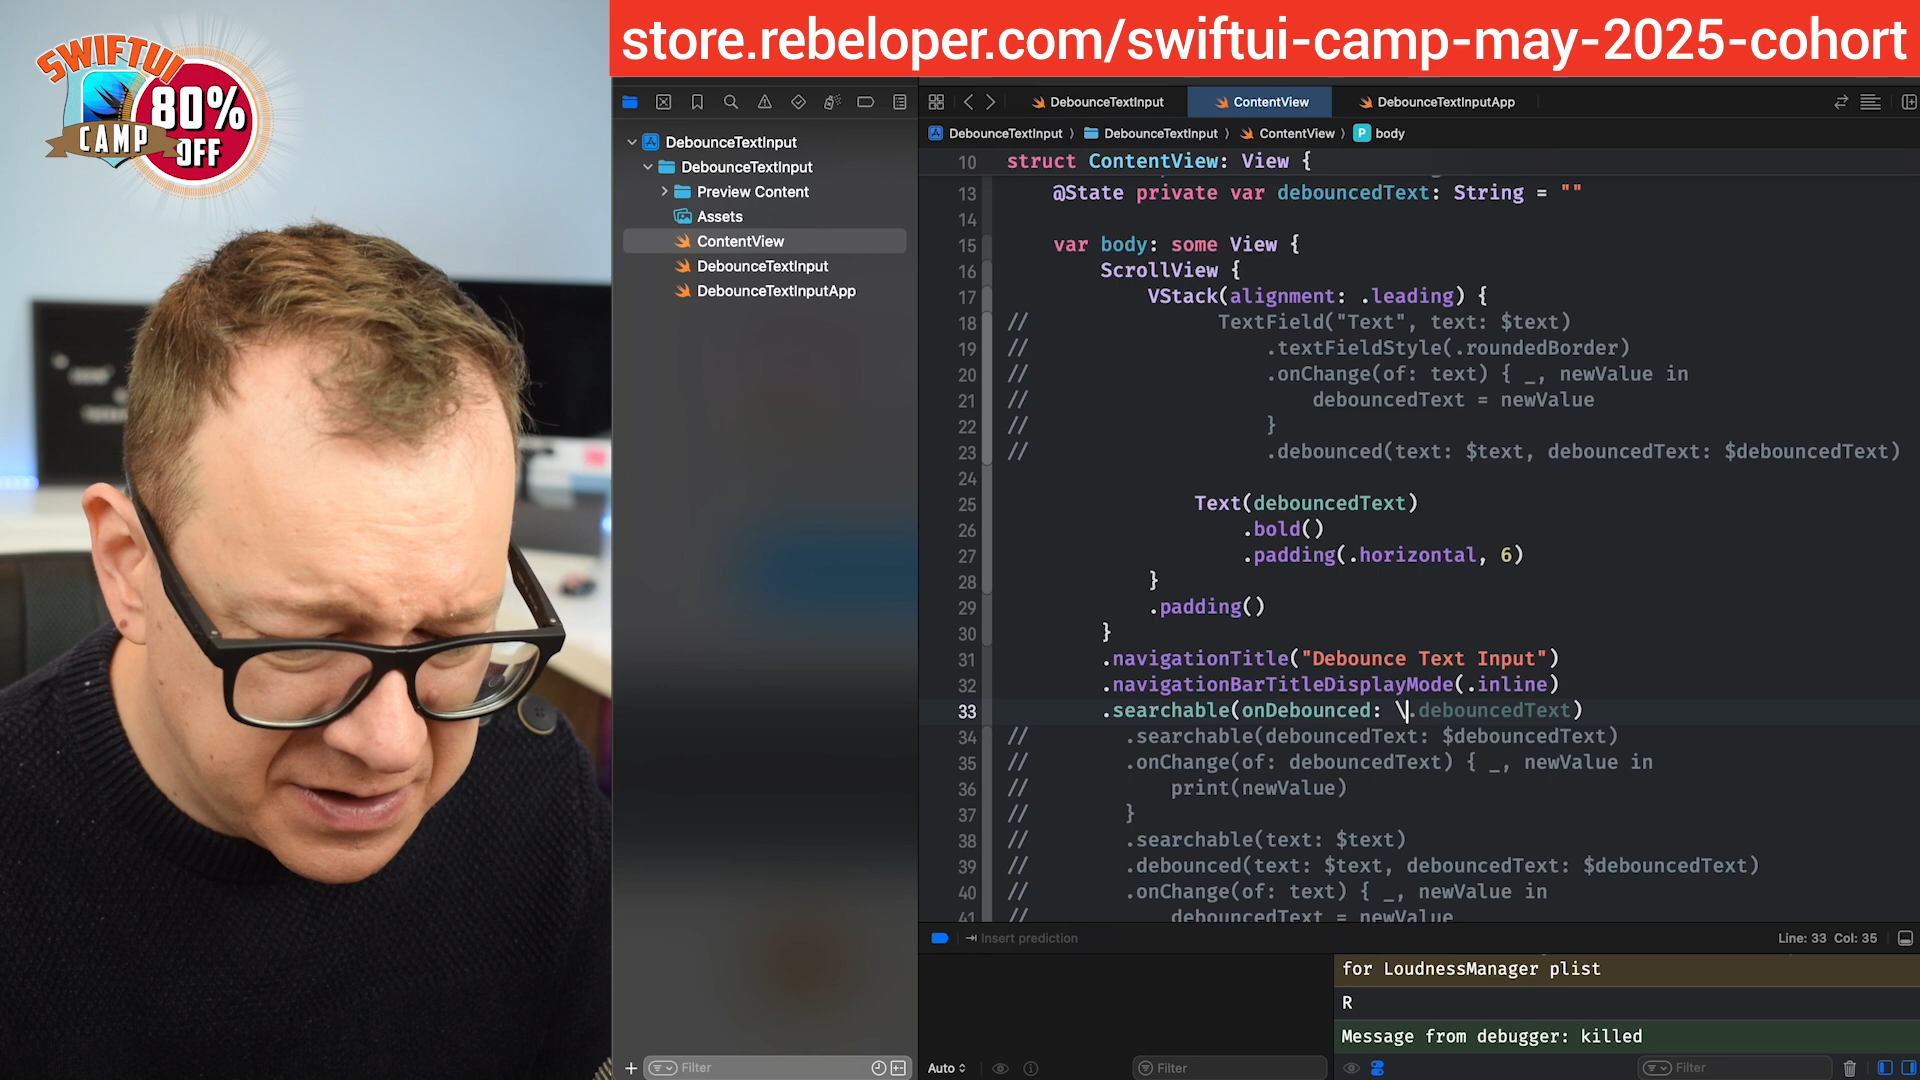 store.rebeloper.com/swiftui-camp-may-2025-cohort
SWIFTUI
CAMP
80%
OFF
DebounceTextInput
ContentView
DebounceTextInputApp
DebounceTextInput
DebounceTextInput
Preview Content
Assets
ContentView
DebounceTextInput
DebounceTextInputApp
DebounceTextInput ⟩ DebounceTextInput ⟩ ContentView ⟩ P body
10 struct ContentView: View {
13 @State private var debouncedText: String = ""
14
15 var body: some View {
16 ScrollView {
17 VStack(alignment: .leading) {
18 // TextField("Text", text: $text)
19 // .textFieldStyle(.roundedBorder)
20 // .onChange(of: text) { _, newValue in
21 // debouncedText = newValue
22 // }
23 // .debounced(text: $text, debouncedText: $debouncedText)
24
25 Text(debouncedText)
26 .bold()
27 .padding(.horizontal, 6)
28 }
29 .padding()
30 }
31 .navigationTitle("Debounce Text Input")
32 .navigationBarTitleDisplayMode(.inline)
33 .searchable(onDebounced: \.debouncedText)
34 // .searchable(debouncedText: $debouncedText)
35 // .onChange(of: debouncedText) { _, newValue in
36 // print(newValue)
37 // }
38 // .searchable(text: $text)
39 // .debounced(text: $text, debouncedText: $debouncedText)
40 // .onChange(of: text) { _, newValue in
41 // debouncedText = newValue
Insert prediction
Line: 33 Col: 35
for LoudnessManager plist
R
Message from debugger: killed
Filter
Auto
Filter
Filter